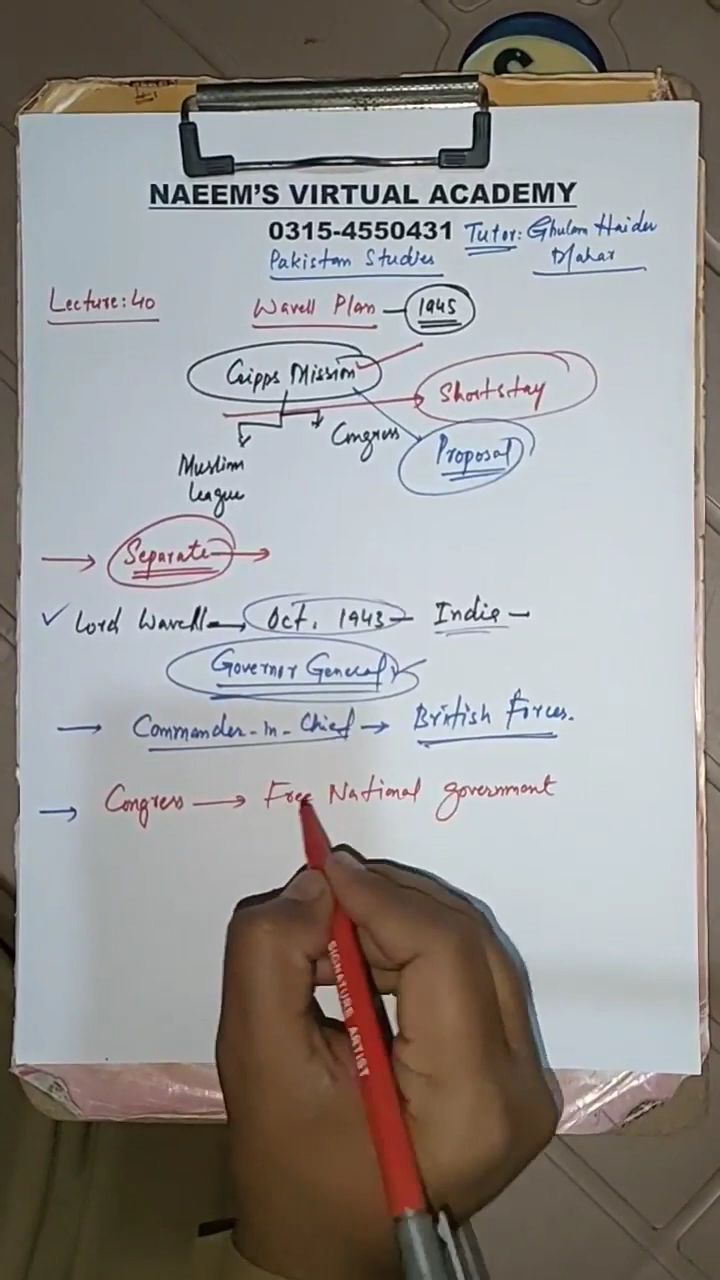 NAEEM'S VIRTUAL ACADEMY
0315-4550431 Tutor: Ghulam Haider Mahar
Pakistan Studies
Lecture: 40 Wavell Plan — 1945
Cripps Mission
Short stay
Congress
Proposal
Muslim League
→ Separate →
✓ Lord Wavell → Oct. 1943 — India —
Governor General
→ Commander-in-Chief → British Forces.
→ Congress → Free National government
SIGNATURE ARTIST